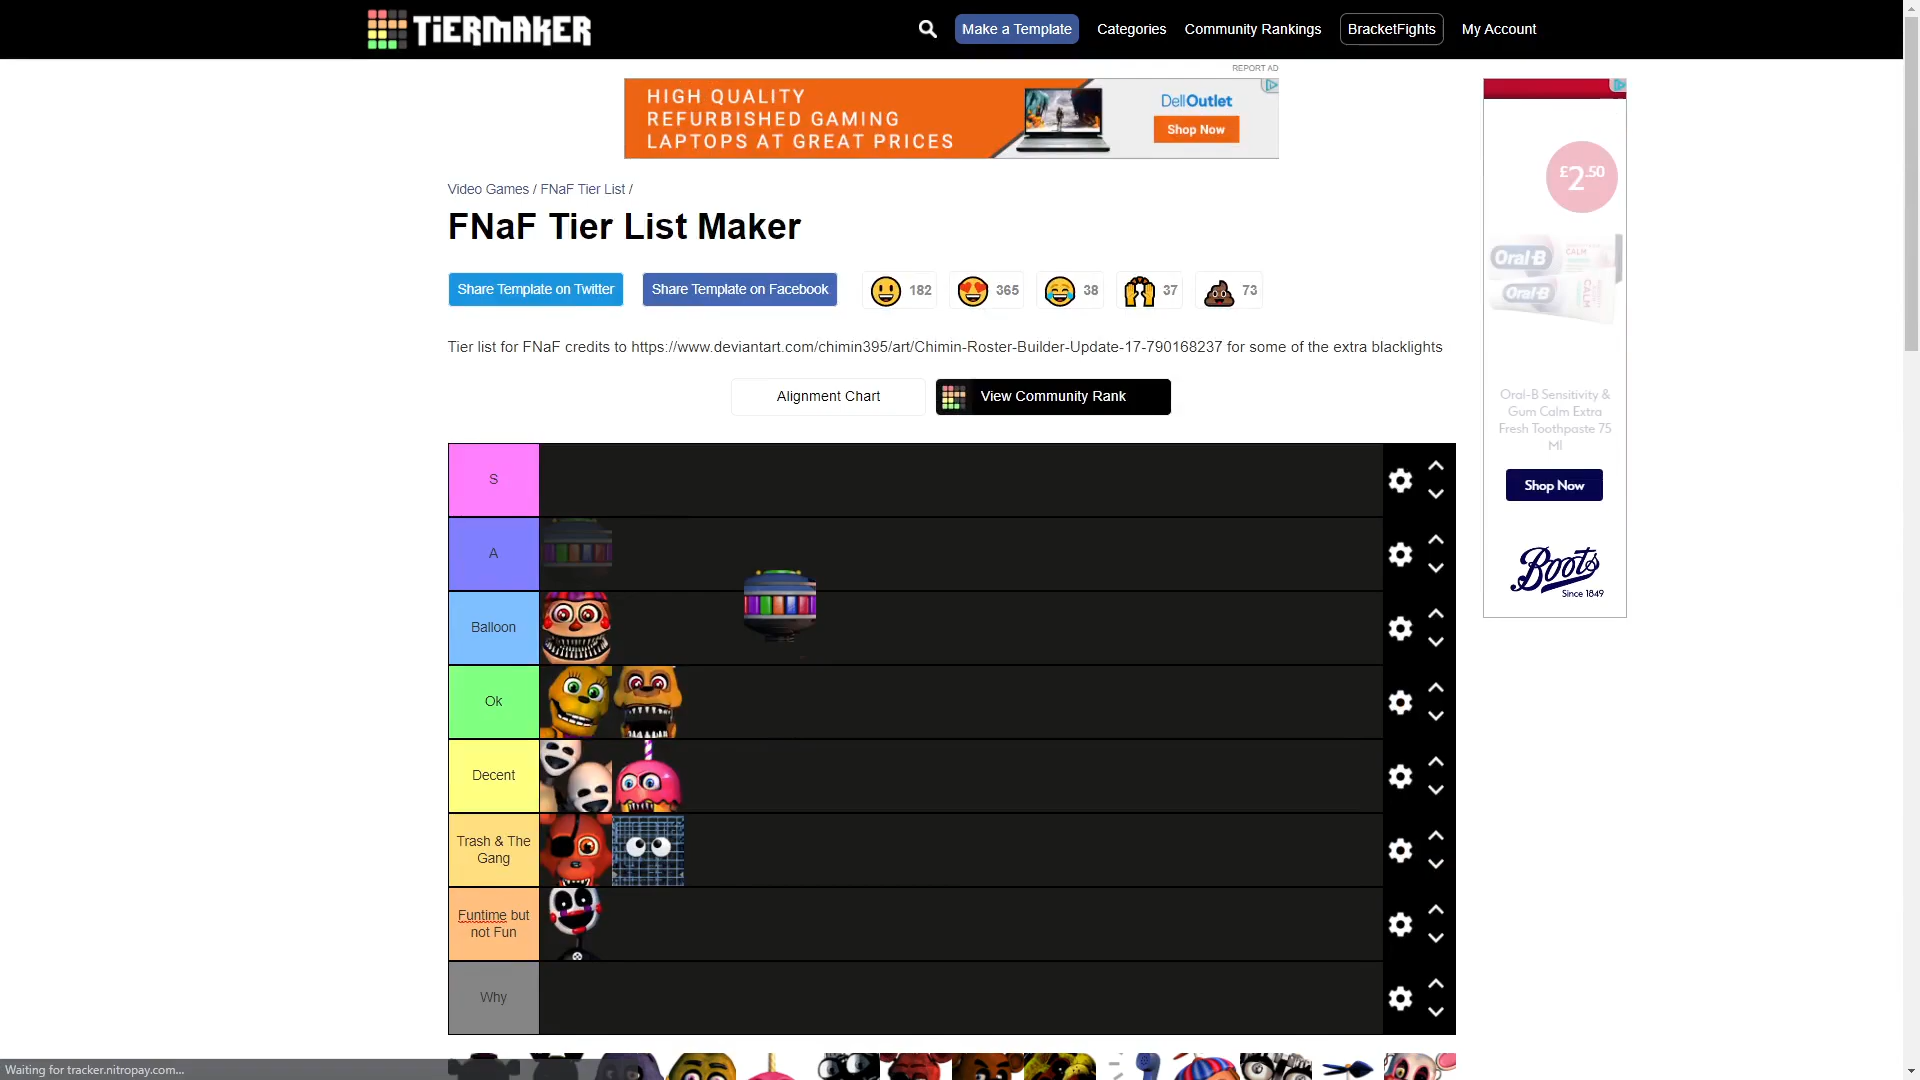 TiERMAKER
Make a Template
Categories
Community Rankings
BracketFights
My Account
REPORT AD
HIGH QUALITY
REFURBISHED GAMING
LAPTOPS AT GREAT PRICES
DellOutlet
Shop Now
£2.50
Video Games / FNaF Tier List /
FNaF Tier List Maker
Share Template on Twitter
Share Template on Facebook
182
365
38
37
73
Oral-B
CALM
Oral-B
CALM
Tier list for FNaF credits to https://www.deviantart.com/chimin395/art/Chimin-Roster-Builder-Update-17-790168237 for some of the extra blacklights
Alignment Chart
View Community Rank
Oral-B Sensitivity &
Gum Calm Extra
Fresh Toothpaste 75
Ml
Shop Now
Boots
Since 1849
S
A
Balloon
Ok
Decent
Trash & The
Gang
Funtime but
not Fun
Why
Waiting for tracker.nitropay.com...